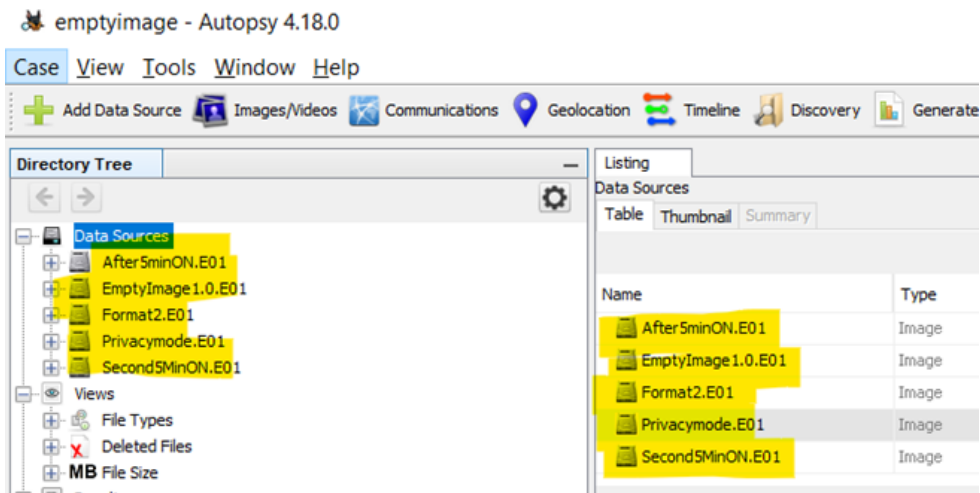 emptyimage - Autopsy 4.18.0
Case View Tools Window Help
Add Data Source Images/Videos Communications Geolocation Timeline Discovery Generate
Directory Tree
Data Sources
After5minON.E01
EmptyImage1.0.E01
Format2.E01
Privacymode.E01
Second5MinON.E01
Views
File Types
Deleted Files
MB File Size
Listing
Data Sources
Table Thumbnail Summary
Name Type
After5minON.E01 Image
EmptyImage1.0.E01 Image
Format2.E01 Image
Privacymode.E01 Image
Second5MinON.E01 Image